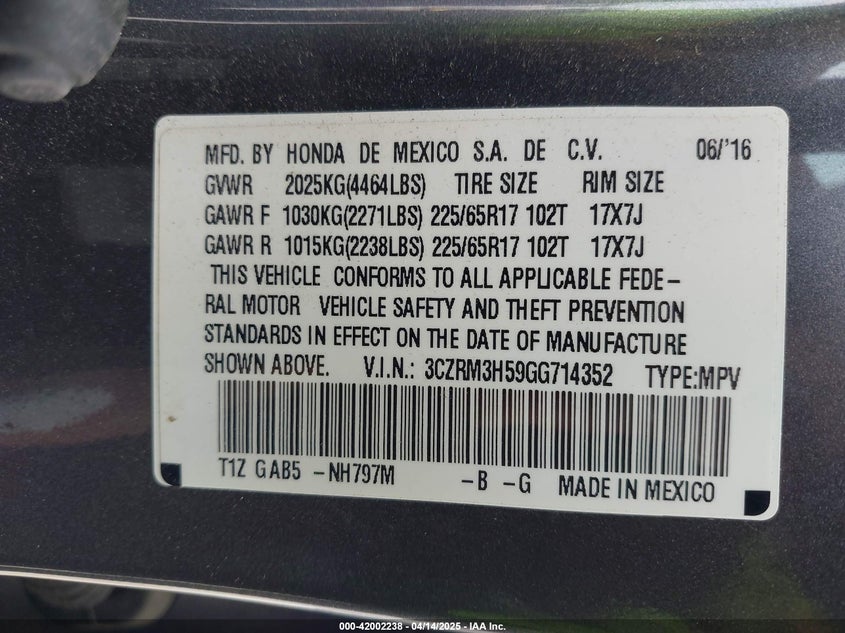 MFD. BY HONDA DE MEXICO S.A. DE C.V. 06/'16
GVWR 2025KG(4464LBS) TIRE SIZE RIM SIZE
GAWR F 1030KG(2271LBS) 225/65R17 102T 17X7J
GAWR R 1015KG(2238LBS) 225/65R17 102T 17X7J
THIS VEHICLE CONFORMS TO ALL APPLICABLE FEDE-
RAL MOTOR VEHICLE SAFETY AND THEFT PREVENTION
STANDARDS IN EFFECT ON THE DATE OF MANUFACTURE
SHOWN ABOVE. V.I.N.: 3CZRM3H59GG714352 TYPE:MPV
T1Z GAB5 -NH797M -B -G MADE IN MEXICO
000-42002238 - 04/14/2025 - IAA Inc.